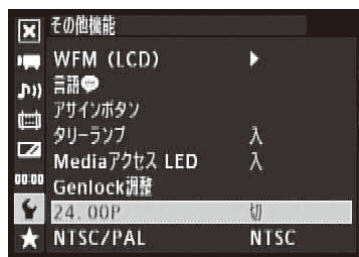 その他機能
WFM (LCD) ▶
言語
アサインボタン
タリーランプ 入
Mediaアクセス LED 入
Genlock調整
00:00
24.00P 切
NTSC/PAL NTSC